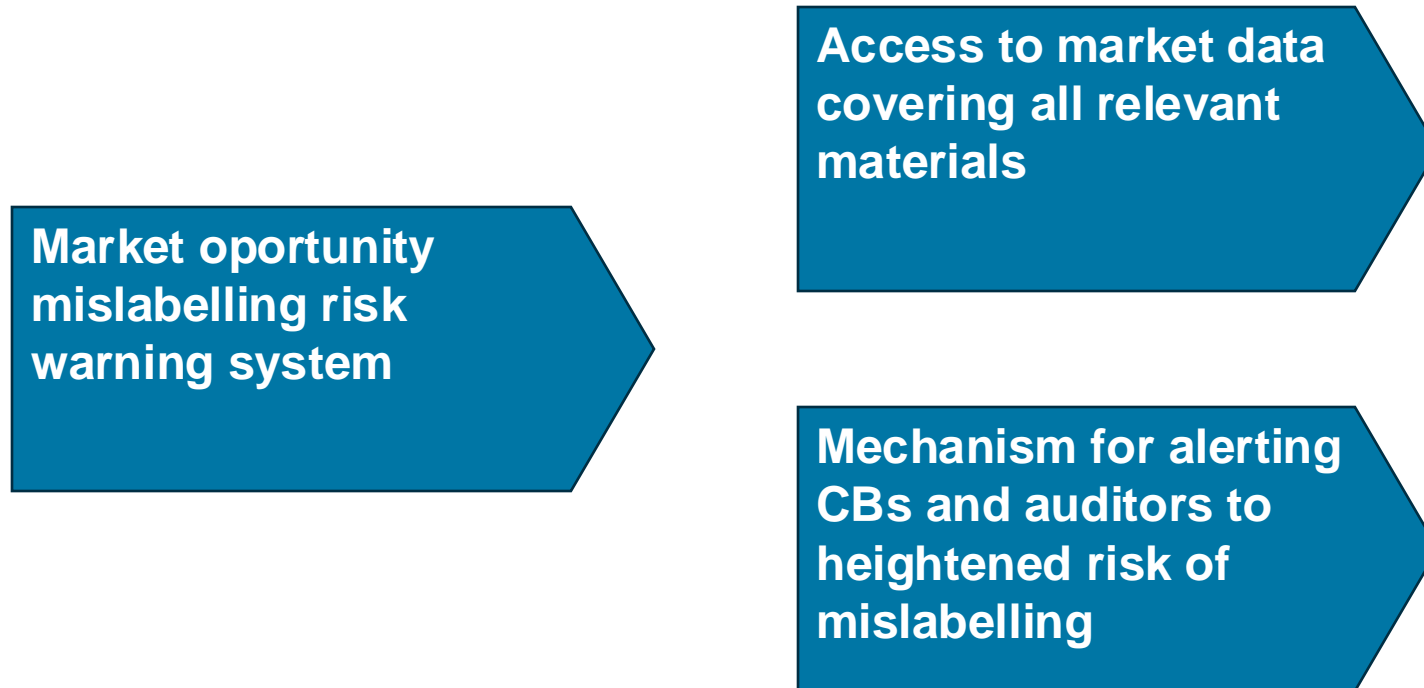 Market oportunity
mislabelling risk
warning system
Access to market data
covering all relevant
materials
Mechanism for alerting
CBs and auditors to
heightened risk of
mislabelling